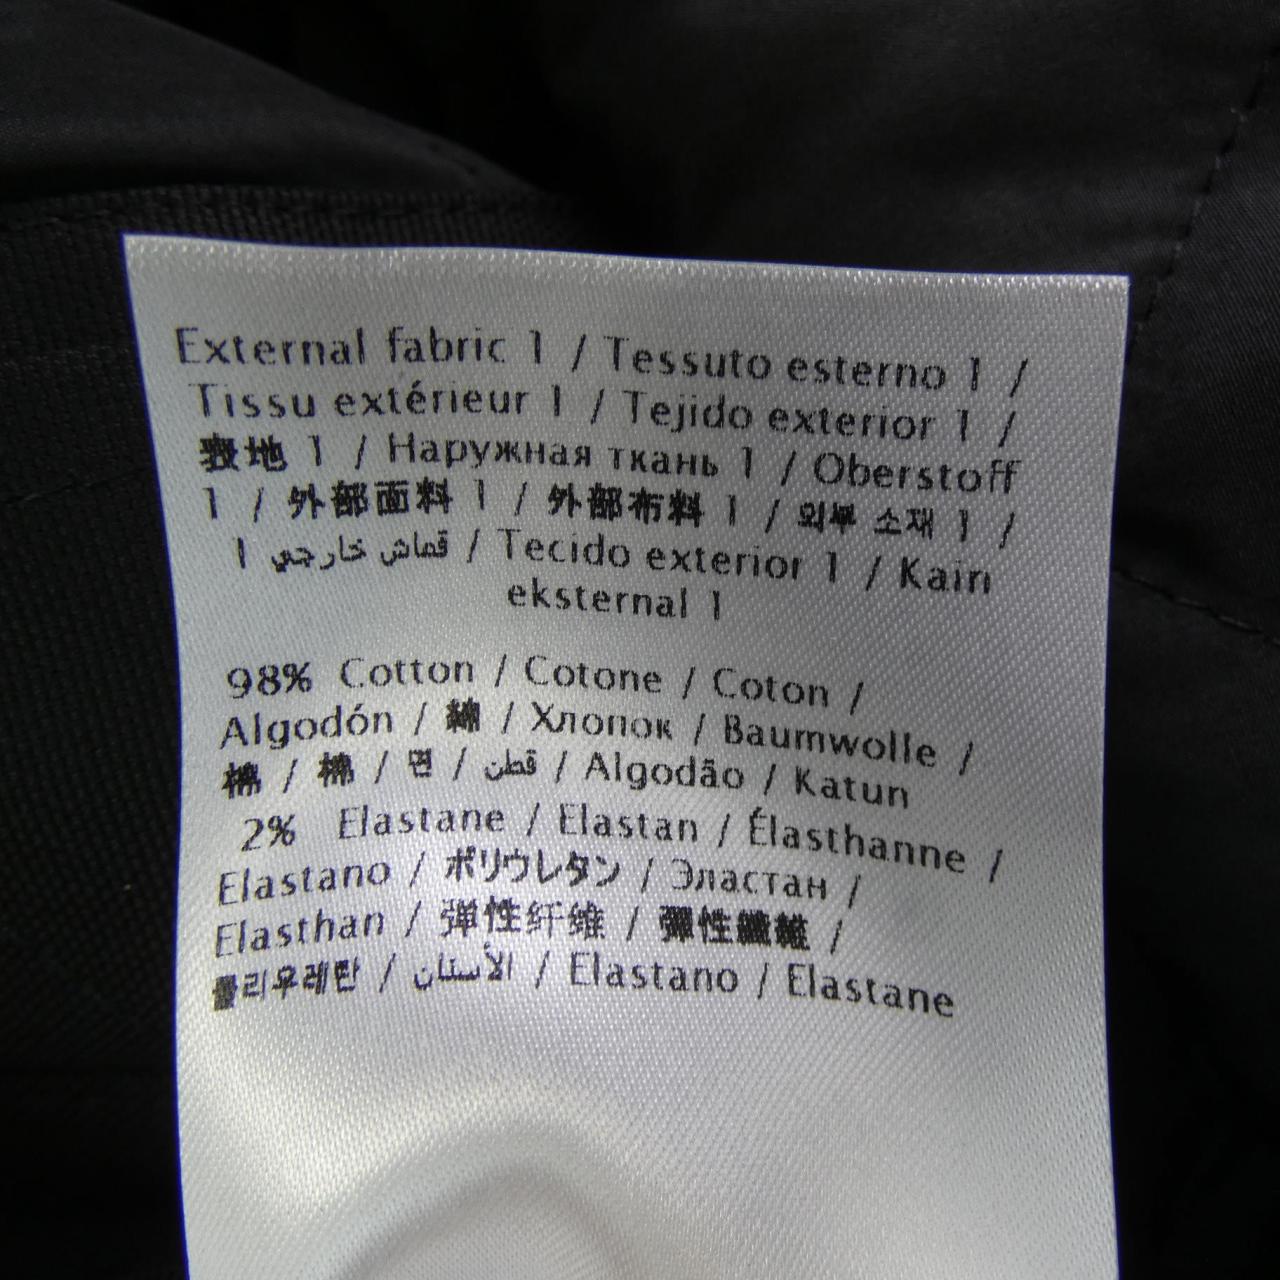 External fabric 1 / Tessuto esterno 1 /
Tissu extérieur 1 / Tejido exterior 1 /
表地 1 / Наружная ткань 1 / Oberstoff
1 / 外部面料 1 / 外部布料 1 / 외부 소재 1 /
قماش خارجي 1 / Tecido exterior 1 / Kain
eksternal 1
98% Cotton / Cotone / Coton /
Algodón / 綿 / Хлопок / Baumwolle /
棉 / 棉 / 면 / قطن / Algodão / Katun
2% Elastane / Elastan / Élasthanne /
Elastano / ポリウレタン / Эластан /
Elasthan / 弹性纤维 / 彈性纖維 /
폴리우레탄 / الأستان / Elastano / Elastane